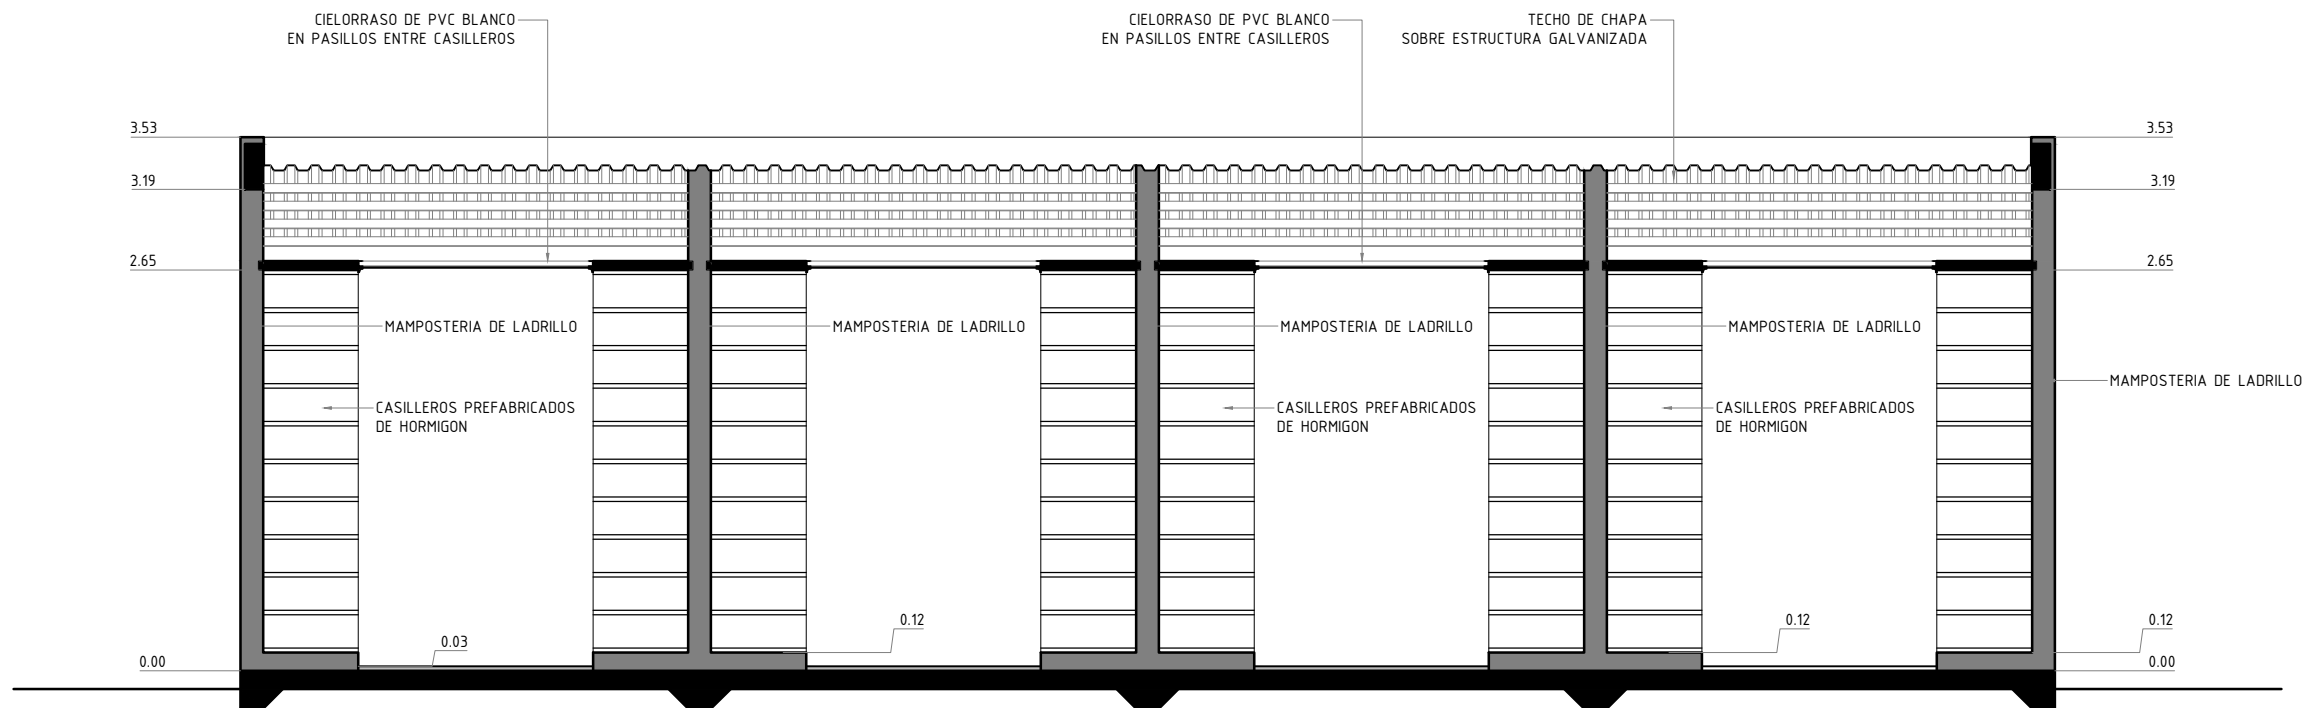 CIELORRASO DE PVC BLANCO
EN PASILLOS ENTRE CASILLEROS
CIELORRASO DE PVC BLANCO
EN PASILLOS ENTRE CASILLEROS
TECHO DE CHAPA
SOBRE ESTRUCTURA GALVANIZADA
3.53
3.53
3.19
3.19
2.65
2.65
MAMPOSTERIA DE LADRILLO
MAMPOSTERIA DE LADRILLO
MAMPOSTERIA DE LADRILLO
MAMPOSTERIA DE LADRILLO
MAMPOSTERIA DE LADRILLO
CASILLEROS PREFABRICADOS
DE HORMIGON
CASILLEROS PREFABRICADOS
DE HORMIGON
CASILLEROS PREFABRICADOS
DE HORMIGON
0.03
0.12
0.12
0.12
0.00
0.00